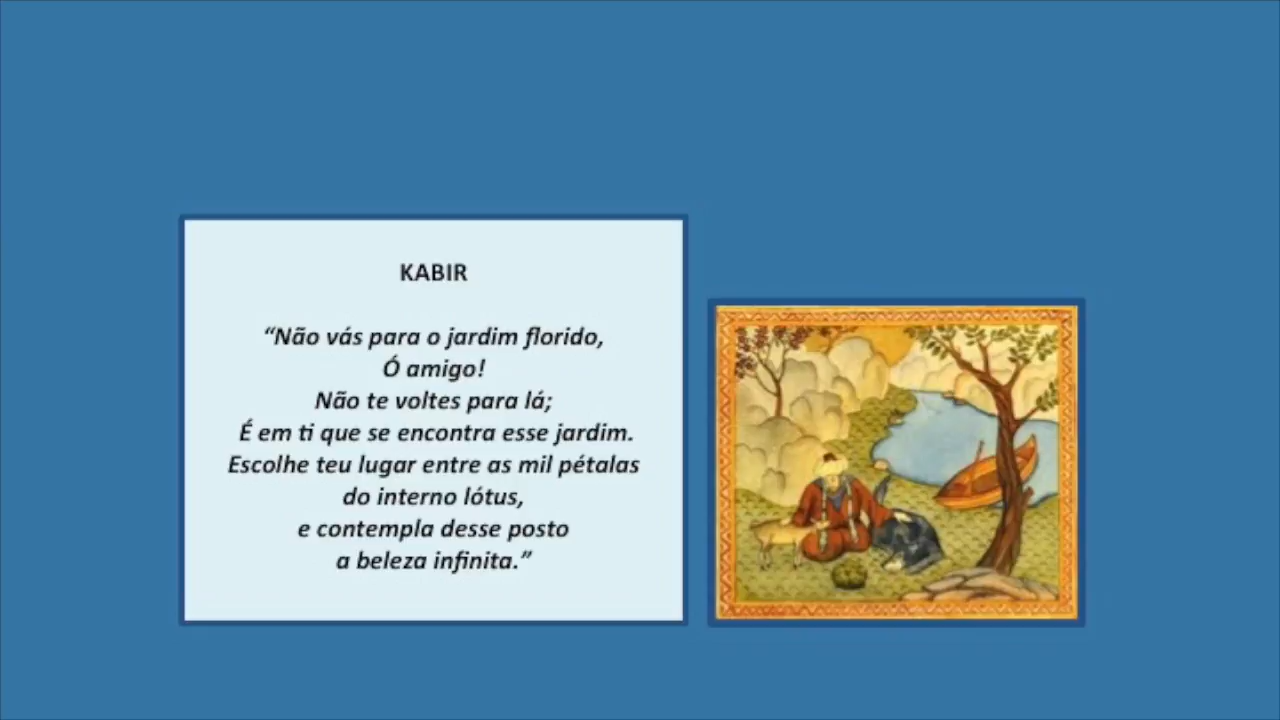 KABIR
“Não vás para o jardim florido,
Ó amigo!
Não te voltes para lá;
É em ti que se encontra esse jardim.
Escolhe teu lugar entre as mil pétalas
do interno lótus,
e contempla desse posto
a beleza infinita.”